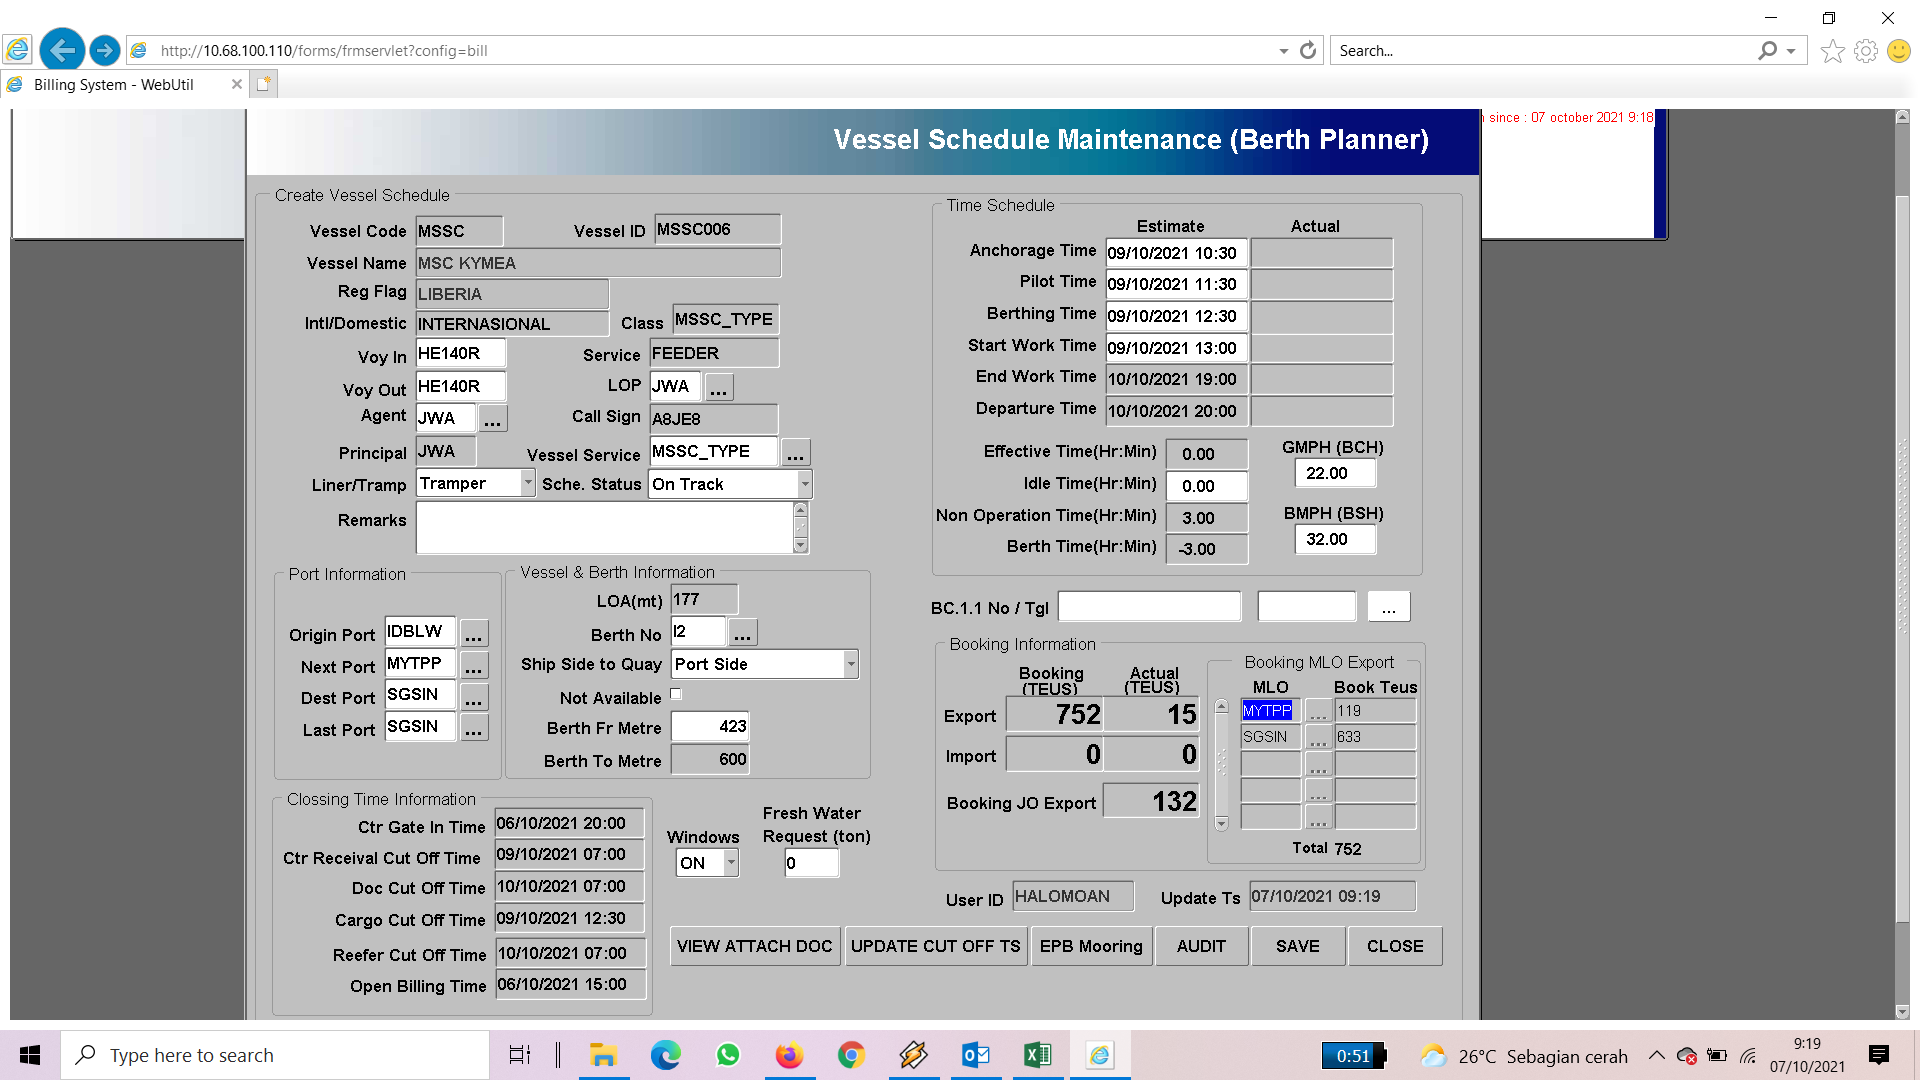 http://10.68.100.110/forms/frmservlet?config=bill
Search...
Billing System - WebUtil
since : 07 october 2021 9:18
Vessel Schedule Maintenance (Berth Planner)
Create Vessel Schedule
Vessel Code MSSC Vessel ID MSSC006
Vessel Name MSC KYMEA
Reg Flag LIBERIA
Intl/Domestic INTERNASIONAL Class MSSC_TYPE
Voy In HE140R Service FEEDER
Voy Out HE140R LOP JWA ...
Agent JWA ... Call Sign A8JE8
Principal JWA Vessel Service MSSC_TYPE ...
Liner/Tramp Tramper Sche. Status On Track
Remarks
Port Information
Origin Port IDBLW ...
Next Port MYTPP ...
Dest Port SGSIN ...
Last Port SGSIN ...
Vessel & Berth Information
LOA(mt) 177
Berth No I2 ...
Ship Side to Quay Port Side
Not Available
Berth Fr Metre 423
Berth To Metre 600
Clossing Time Information
Ctr Gate In Time 06/10/2021 20:00
Ctr Receival Cut Off Time 09/10/2021 07:00
Doc Cut Off Time 10/10/2021 07:00
Cargo Cut Off Time 09/10/2021 12:30
Reefer Cut Off Time 10/10/2021 07:00
Open Billing Time 06/10/2021 15:00
Windows
ON
Fresh Water
Request (ton)
0
Time Schedule
Estimate Actual
Anchorage Time 09/10/2021 10:30
Pilot Time 09/10/2021 11:30
Berthing Time 09/10/2021 12:30
Start Work Time 09/10/2021 13:00
End Work Time 10/10/2021 19:00
Departure Time 10/10/2021 20:00
Effective Time(Hr:Min) 0.00
Idle Time(Hr:Min) 0.00
Non Operation Time(Hr:Min) 3.00
Berth Time(Hr:Min) -3.00
GMPH (BCH)
22.00
BMPH (BSH)
32.00
BC.1.1 No / Tgl ...
Booking Information
Booking (TEUS) Actual (TEUS)
Export 752 15
Import 0 0
Booking JO Export 132
Booking MLO Export
MLO Book Teus
MYTPP ... 119
SGSIN ... 633
...
...
...
Total 752
User ID HALOMOAN Update Ts 07/10/2021 09:19
VIEW ATTACH DOC UPDATE CUT OFF TS EPB Mooring AUDIT SAVE CLOSE
Type here to search
0:51
26°C Sebagian cerah
9:19
07/10/2021